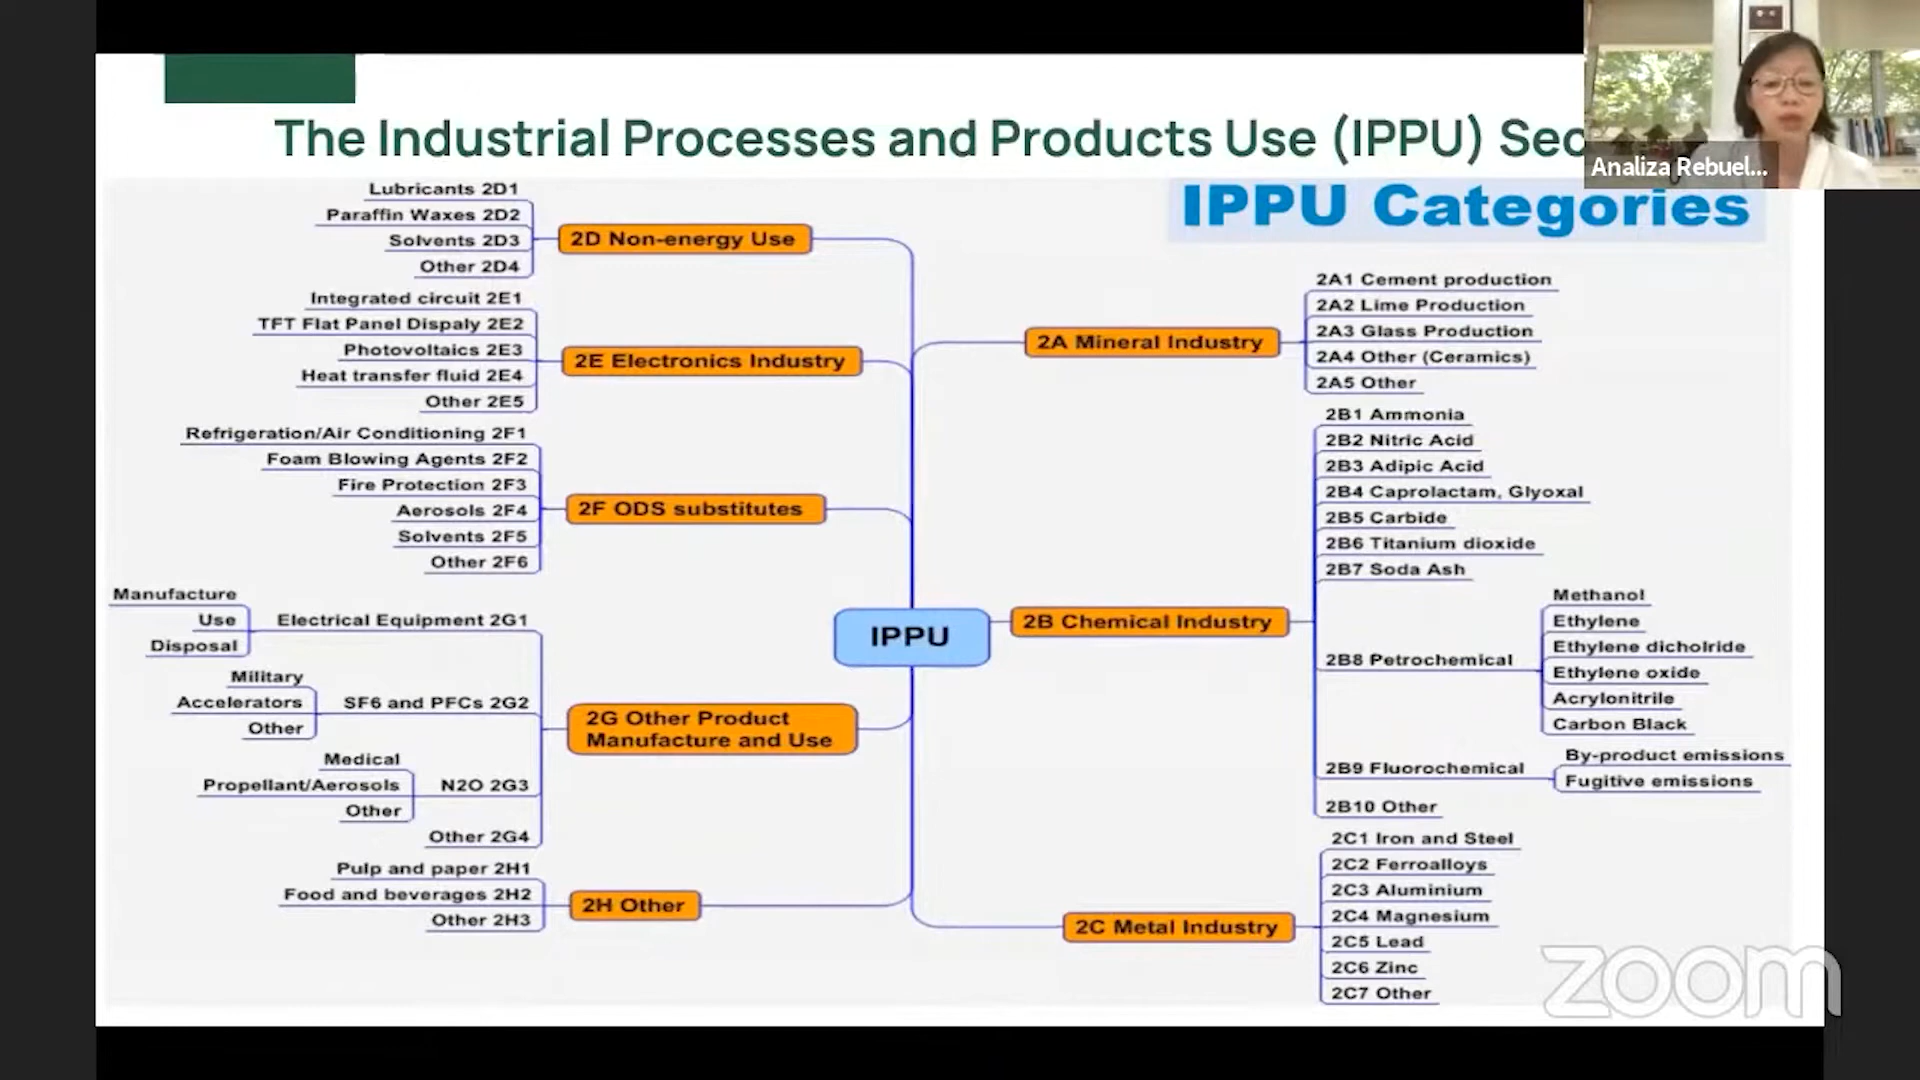 The Industrial Processes and Products Use (IPPU) Sec
Analiza Rebuel...
IPPU Categories
Lubricants 2D1
Paraffin Waxes 2D2
Solvents 2D3
Other 2D4
2D Non-energy Use
Integrated circuit 2E1
TFT Flat Panel Dispaly 2E2
Photovoltaics 2E3
Heat transfer fluid 2E4
Other 2E5
2E Electronics Industry
Refrigeration/Air Conditioning 2F1
Foam Blowing Agents 2F2
Fire Protection 2F3
Aerosols 2F4
Solvents 2F5
Other 2F6
2F ODS substitutes
Manufacture
Use
Disposal
Electrical Equipment 2G1
Military
Accelerators
Other
SF6 and PFCs 2G2
Medical
Propellant/Aerosols
Other
N2O 2G3
Other 2G4
2G Other Product
Manufacture and Use
Pulp and paper 2H1
Food and beverages 2H2
Other 2H3
2H Other
IPPU
2A Mineral Industry
2A1 Cement production
2A2 Lime Production
2A3 Glass Production
2A4 Other (Ceramics)
2A5 Other
2B Chemical Industry
2B1 Ammonia
2B2 Nitric Acid
2B3 Adipic Acid
2B4 Caprolactam, Glyoxal
2B5 Carbide
2B6 Titanium dioxide
2B7 Soda Ash
2B8 Petrochemical
Methanol
Ethylene
Ethylene dicholride
Ethylene oxide
Acrylonitrile
Carbon Black
2B9 Fluorochemical
By-product emissions
Fugitive emissions
2B10 Other
2C Metal Industry
2C1 Iron and Steel
2C2 Ferroalloys
2C3 Aluminium
2C4 Magnesium
2C5 Lead
2C6 Zinc
2C7 Other
zoom